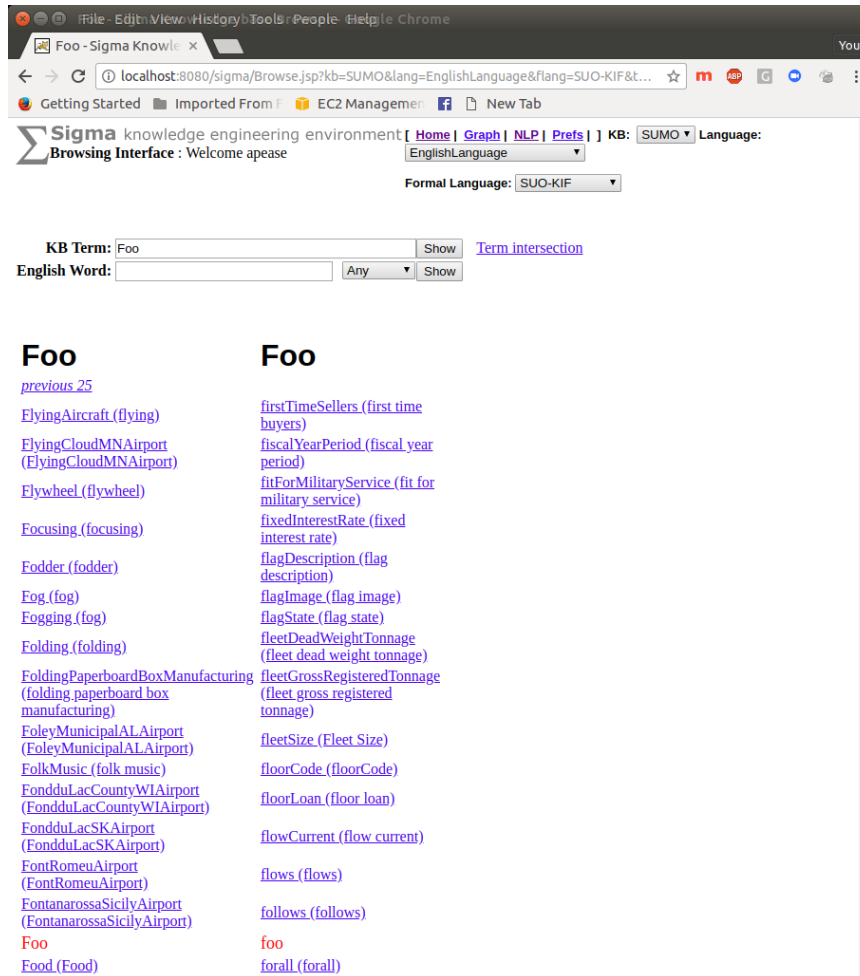 File Edit View History Bookmarks People Help
Foo - Sigma Knowle ×
You
localhost:8080/sigma/Browse.jsp?kb=SUMO&lang=EnglishLanguage&flang=SUO-KIF&t...
Getting Started Imported From F EC2 Managemen New Tab
Sigma knowledge engineering environment [ Home | Graph | NLP | Prefs | ] KB: SUMO Language:
Browsing Interface : Welcome apease EnglishLanguage
Formal Language: SUO-KIF
KB Term: Foo Show Term intersection
English Word: Any Show
Foo Foo
previous 25
FlyingAircraft (flying)
firstTimeSellers (first time
buyers)
FlyingCloudMNAirport
(FlyingCloudMNAirport)
fiscalYearPeriod (fiscal year
period)
Flywheel (flywheel)
fitForMilitaryService (fit for
military service)
Focusing (focusing)
fixedInterestRate (fixed
interest rate)
Fodder (fodder)
flagDescription (flag
description)
Fog (fog)
flagImage (flag image)
Fogging (fog)
flagState (flag state)
Folding (folding)
fleetDeadWeightTonnage
(fleet dead weight tonnage)
FoldingPaperboardBoxManufacturing
(folding paperboard box
manufacturing)
fleetGrossRegisteredTonnage
(fleet gross registered
tonnage)
FoleyMunicipalALAirport
(FoleyMunicipalALAirport)
fleetSize (Fleet Size)
FolkMusic (folk music)
floorCode (floorCode)
FondduLacCountyWIAirport
(FondduLacCountyWIAirport)
floorLoan (floor loan)
FondduLacSKAirport
(FondduLacSKAirport)
flowCurrent (flow current)
FontRomeuAirport
(FontRomeuAirport)
flows (flows)
FontanarossaSicilyAirport
(FontanarossaSicilyAirport)
follows (follows)
Foo
foo
Food (Food)
forall (forall)